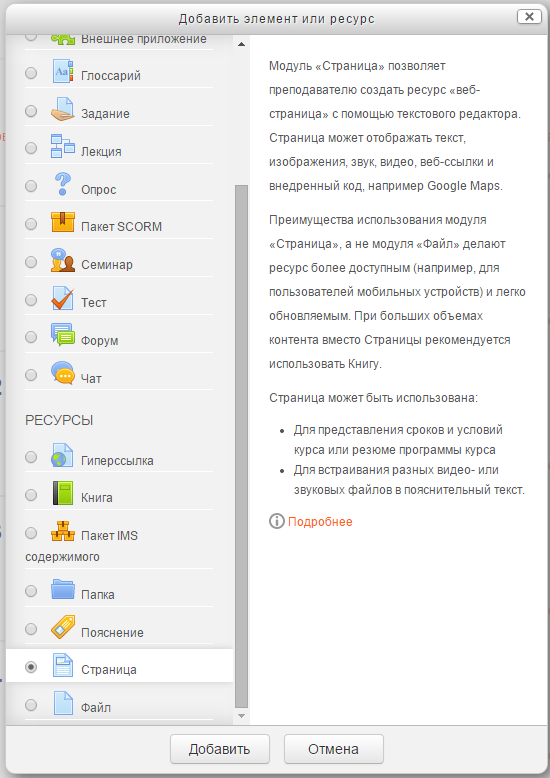 Добавить элемент или ресурс
Внешнее приложение
Глоссарий
Задание
Лекция
Опрос
Пакет SCORM
Семинар
Тест
Форум
Чат
РЕСУРСЫ
Гиперссылка
Книга
Пакет IMS
содержимого
Папка
Пояснение
Страница
Файл
Модуль «Страница» позволяет
преподавателю создать ресурс «веб-
страница» с помощью текстового редактора.
Страница может отображать текст,
изображения, звук, видео, веб-ссылки и
внедренный код, например Google Maps.
Преимущества использования модуля
«Страница», а не модуля «Файл» делают
ресурс более доступным (например, для
пользователей мобильных устройств) и легко
обновляемым. При больших объемах
контента вместо Страницы рекомендуется
использовать Книгу.
Страница может быть использована:
Для представления сроков и условий
курса или резюме программы курса
Для встраивания разных видео- или
звуковых файлов в пояснительный текст.
Подробнее
Добавить
Отмена